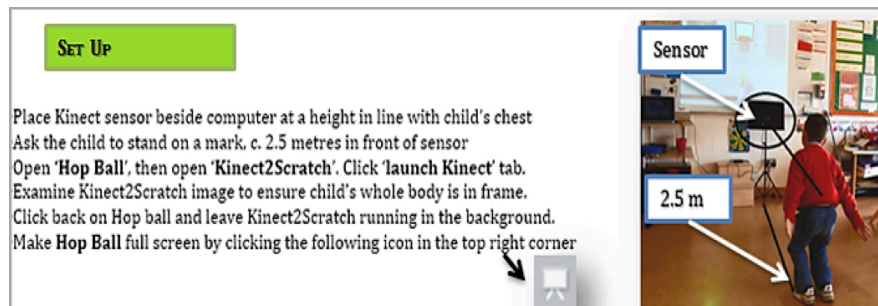 SET UP
Sensor
Place Kinect sensor beside computer at a height in line with child's chest
Ask the child to stand on a mark, c. 2.5 metres in front of sensor
Open 'Hop Ball', then open 'Kinect2Scratch'. Click 'launch Kinect' tab.
Examine Kinect2Scratch image to ensure child's whole body is in frame.
Click back on Hop ball and leave Kinect2Scratch running in the background.
Make Hop Ball full screen by clicking the following icon in the top right corner
2.5 m